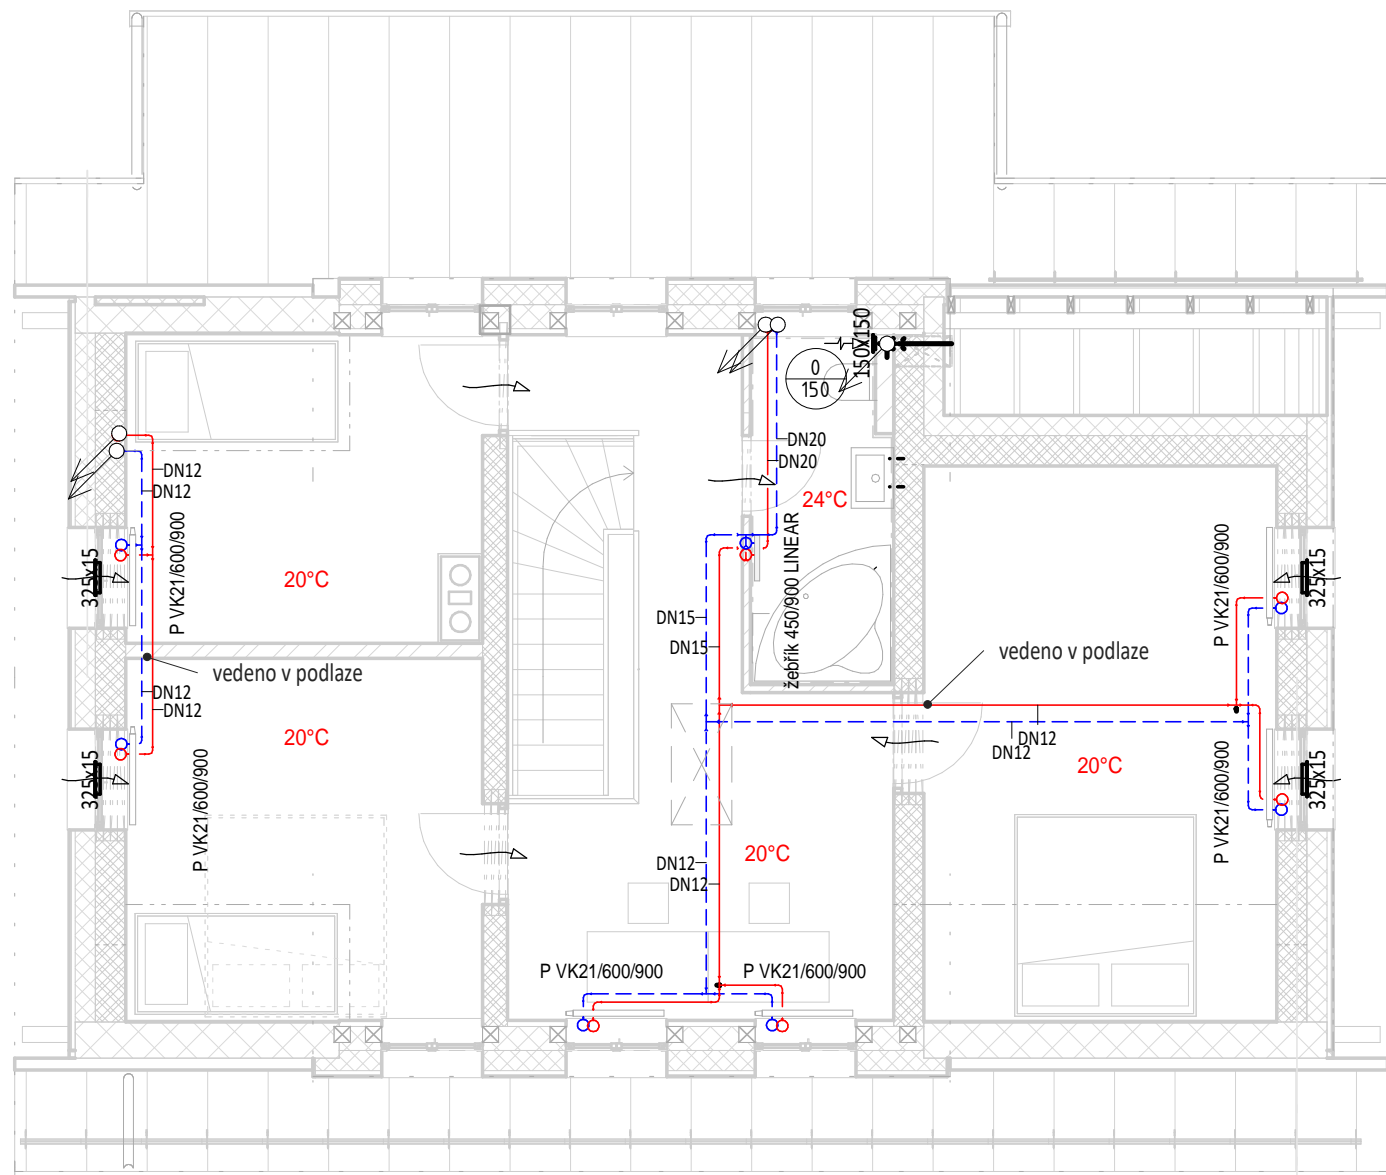 150x150
0
150
DN20
DN20
DN12
DN12
24°C
P VK21/600/900
325x15
20°C
žebřík 450/900 LINEAR
P VK21/600/900
325x15
DN15
DN15
vedeno v podlaze
vedeno v podlaze
DN12
DN12
20°C
P VK21/600/900
325x15
DN12
DN12
20°C
P VK21/600/900
325x15
DN12
DN12
20°C
P VK21/600/900
P VK21/600/900